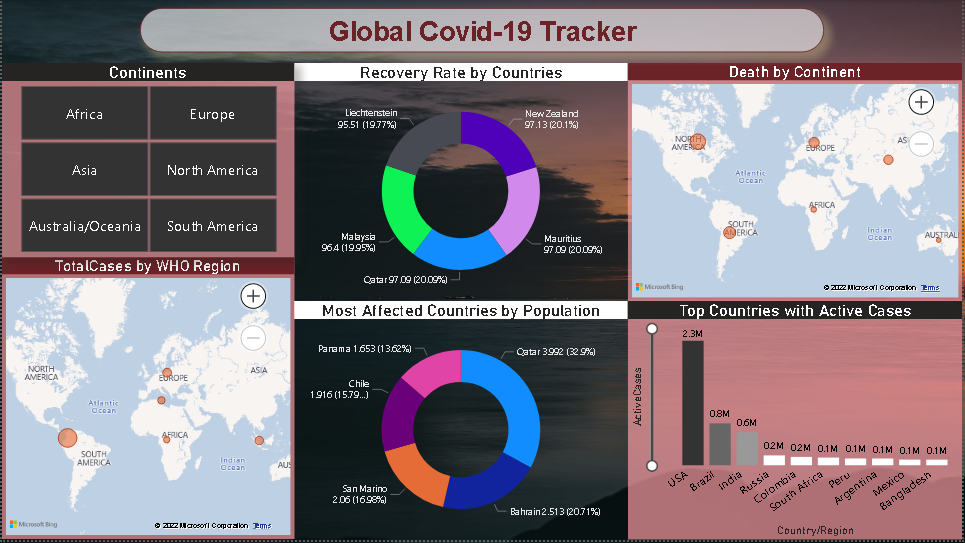 Global Covid-19 Tracker
Continents
Africa
Europe
Asia
North America
Australia/Oceania
South America
TotalCases by WHO Region
NORTH
AMERICA
EUROPE
ASIA
Atlantic
Ocean
AFRICA
SOUTH
AMERICA
Indian
Ocean
AUS
Microsoft Bing
© 2022 Microsoft Corporation Terms
Recovery Rate by Countries
Liechtenstein
95.51 (19.77%)
New Zealand
97.13 (20.1%)
Malaysia
96.4 (19.95%)
Mauritius
97.09 (20.09%)
Qatar 97.09 (20.09%)
Most Affected Countries by Population
Panama 1.653 (13.62%)
Qatar 3.992 (32.9%)
Chile
1.916 (15.79...)
San Marino
2.06 (16.98%)
Bahrain 2.513 (20.71%)
Death by Continent
NORTH
AMERICA
EUROPE
AS
Atlantic
Ocean
AFRICA
SOUTH
AMERICA
Indian
Ocean
AUSTRAL
Microsoft Bing
© 2022 Microsoft Corporation Terms
Top Countries with Active Cases
ActiveCases
2.3M
0.8M
0.6M
0.2M
0.2M
0.1M
0.1M
0.1M
0.1M
0.1M
USA
Brazil
India
Russia
Colombia
South Africa
Peru
Argentina
Mexico
Bangladesh
Country/Region